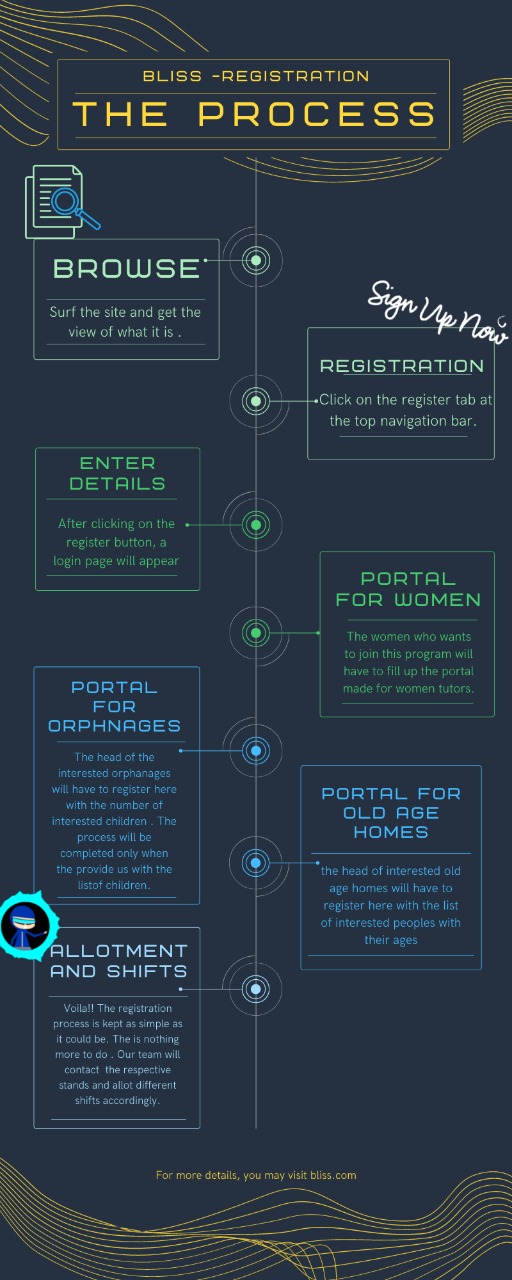 BLISS -REGISTRATION
THE PROCESS
BROWSE
Surf the site and get the
view of what it is .
Sign Up Now
REGISTRATION
Click on the register tab at
the top navigation bar.
ENTER
DETAILS
After clicking on the
register button, a
login page will appear
PORTAL
FOR WOMEN
The women who wants
to join this program will
have to fill up the portal
made for women tutors.
PORTAL
FOR
ORPHNAGES
The head of the
interested orphanages
will have to register here
with the number of
interested children . The
process will be
completed only when
the provide us with the
listof children.
PORTAL FOR
OLD AGE
HOMES
the head of interested old
age homes will have to
register here with the list
of interested peoples with
their ages
ALLOTMENT
AND SHIFTS
Voila!! The registration
process is kept as simple as
it could be. The is nothing
more to do . Our team will
contact the respective
stands and allot different
shifts accordingly.
For more details, you may visit bliss.com